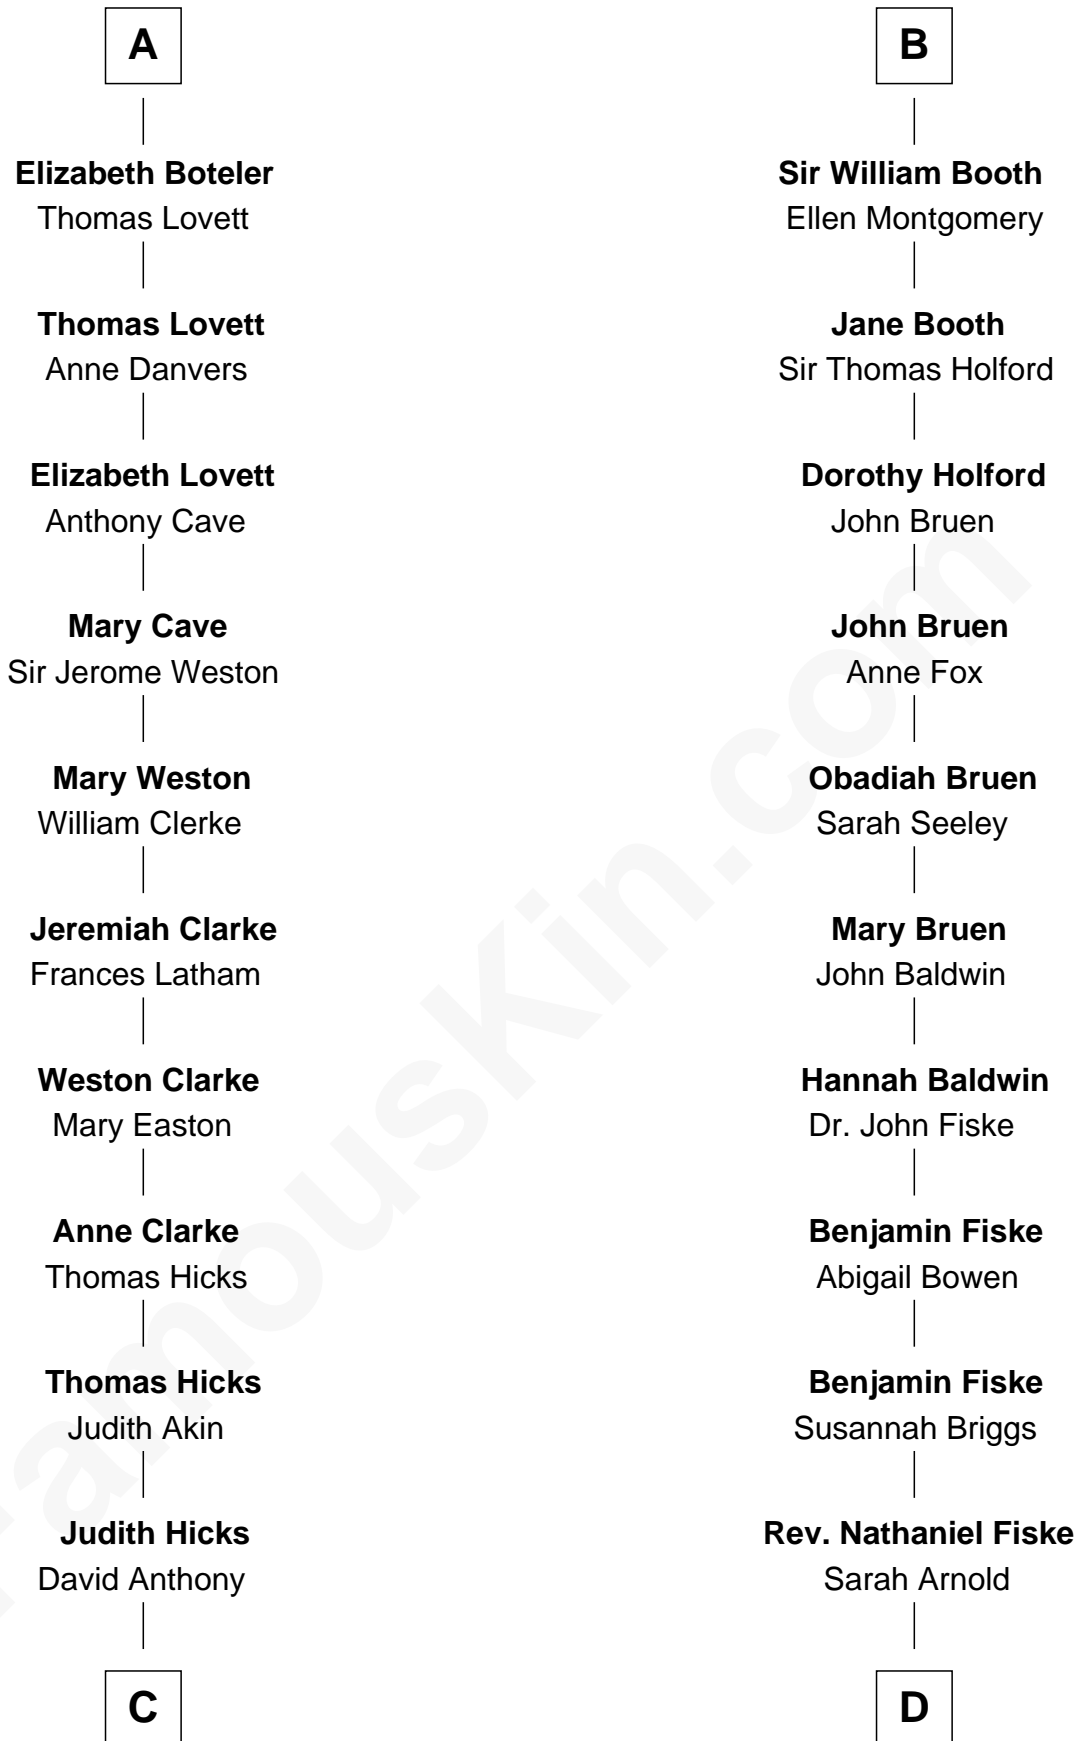 A
Elizabeth Boteler
Thomas Lovett
Thomas Lovett
Anne Danvers
Elizabeth Lovett
Anthony Cave
Mary Cave
Sir Jerome Weston
Mary Weston
William Clerke
Jeremiah Clarke
Frances Latham
Weston Clarke
Mary Easton
Anne Clarke
Thomas Hicks
Thomas Hicks
Judith Akin
Judith Hicks
David Anthony
C
B
Sir William Booth
Ellen Montgomery
Jane Booth
Sir Thomas Holford
Dorothy Holford
John Bruen
John Bruen
Anne Fox
Obadiah Bruen
Sarah Seeley
Mary Bruen
John Baldwin
Hannah Baldwin
Dr. John Fiske
Benjamin Fiske
Abigail Bowen
Benjamin Fiske
Susannah Briggs
Rev. Nathaniel Fiske
Sarah Arnold
D
FamousKin.com